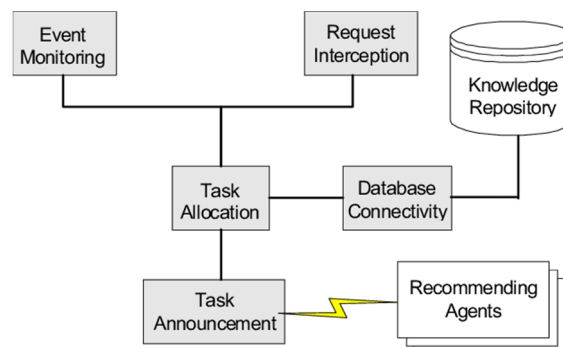 Event
Monitoring
Request
Interception
Knowledge
Repository
Task
Allocation
Database
Connectivity
Task
Announcement
Recommending
Agents